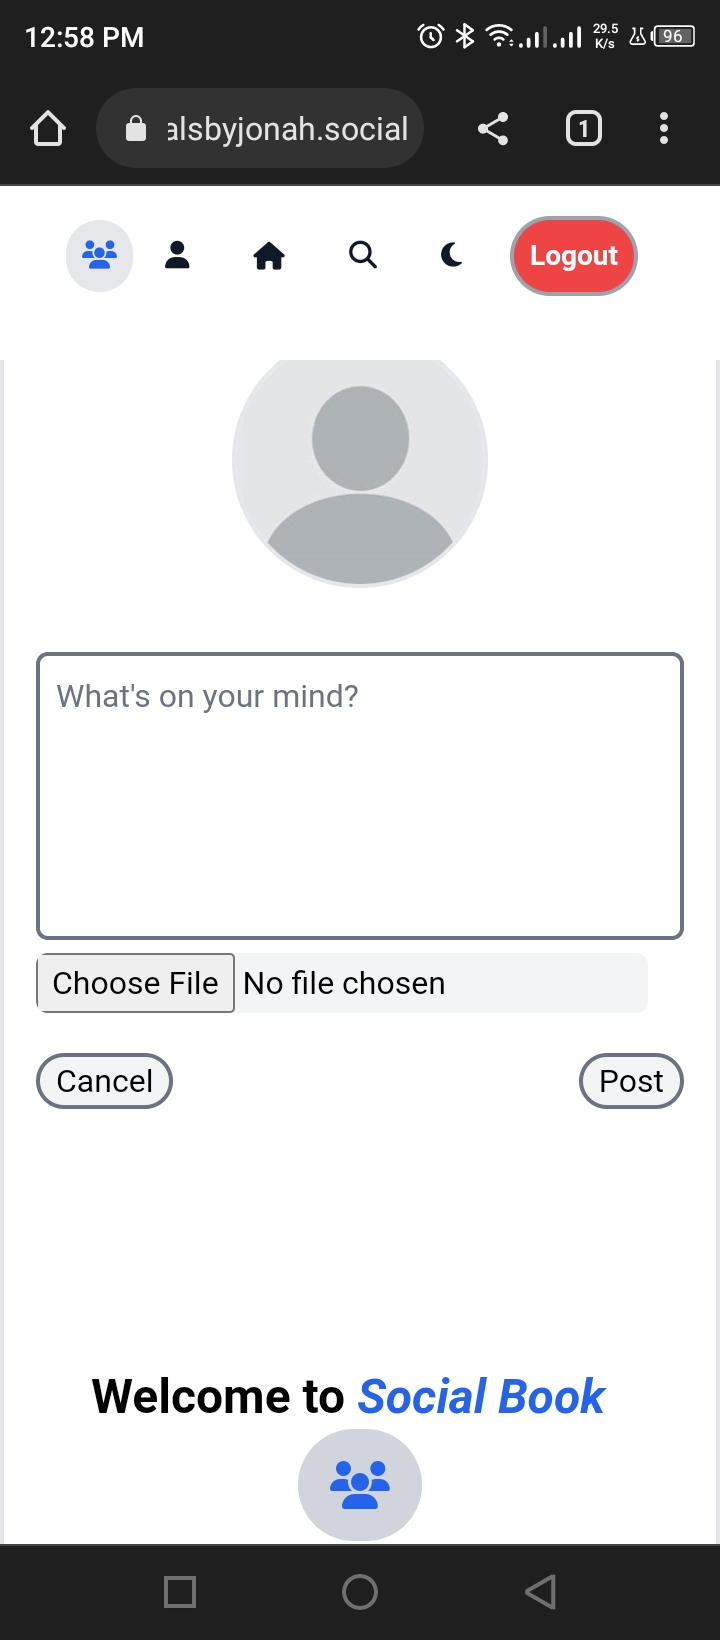 12:58 PM
29.5
K/s
96
alsbyjonah.social
1
Logout
What's on your mind?
Choose File No file chosen
Cancel
Post
Welcome to Social Book